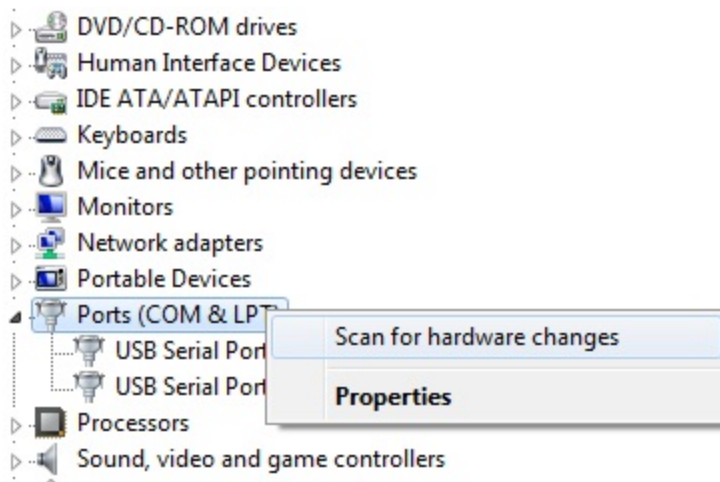 DVD/CD-ROM drives
Human Interface Devices
IDE ATA/ATAPI controllers
Keyboards
Mice and other pointing devices
Monitors
Network adapters
Portable Devices
Ports (COM & LPT)
Scan for hardware changes
USB Serial Port
USB Serial Port
Properties
Processors
Sound, video and game controllers